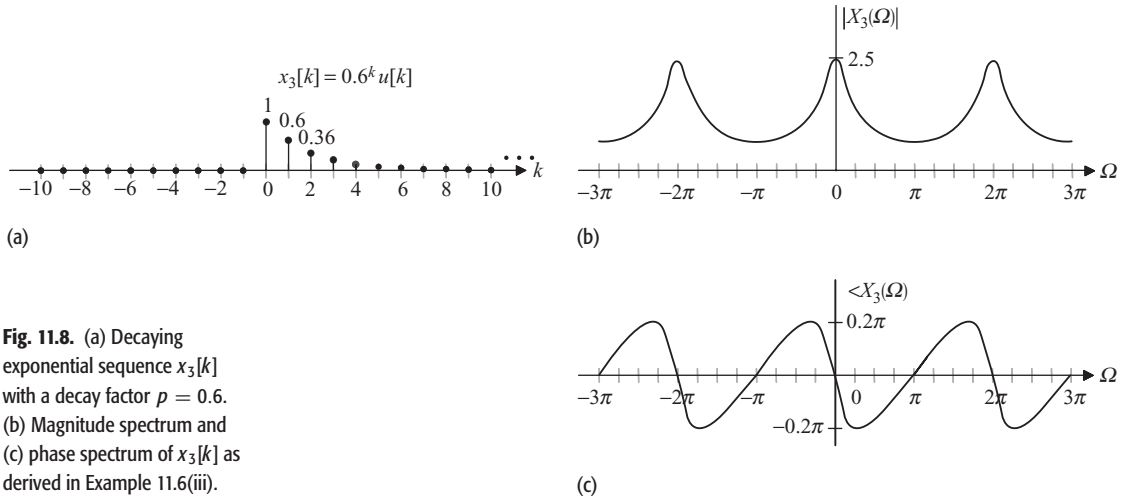 x₃[k] = 0.6ᵏ u[k]
1
0.6
0.36
−10 −8 −6 −4 −2 0 2 4 6 8 10
k
(a)
|X₃(Ω)|
2.5
−3π −2π −π 0 π 2π 3π
Ω
(b)
<X₃(Ω)
0.2π
−3π −2π −π 0 π 2π 3π
Ω
−0.2π
(c)
Fig. 11.8. (a) Decaying
exponential sequence x₃[k]
with a decay factor p = 0.6.
(b) Magnitude spectrum and
(c) phase spectrum of x₃[k] as
derived in Example 11.6(iii).